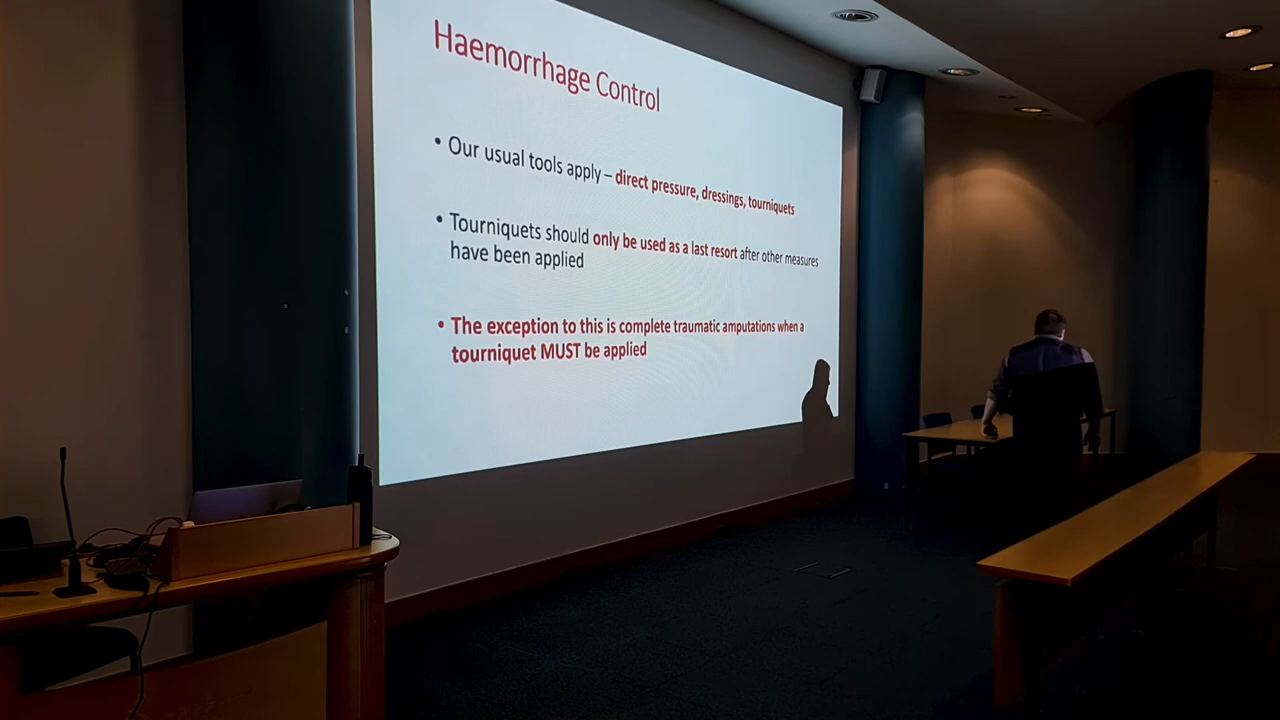 Haemorrhage Control
• Our usual tools apply – direct pressure, dressings, tourniquets
• Tourniquets should only be used as a last resort after other measures
have been applied
• The exception to this is complete traumatic amputations when a
tourniquet MUST be applied